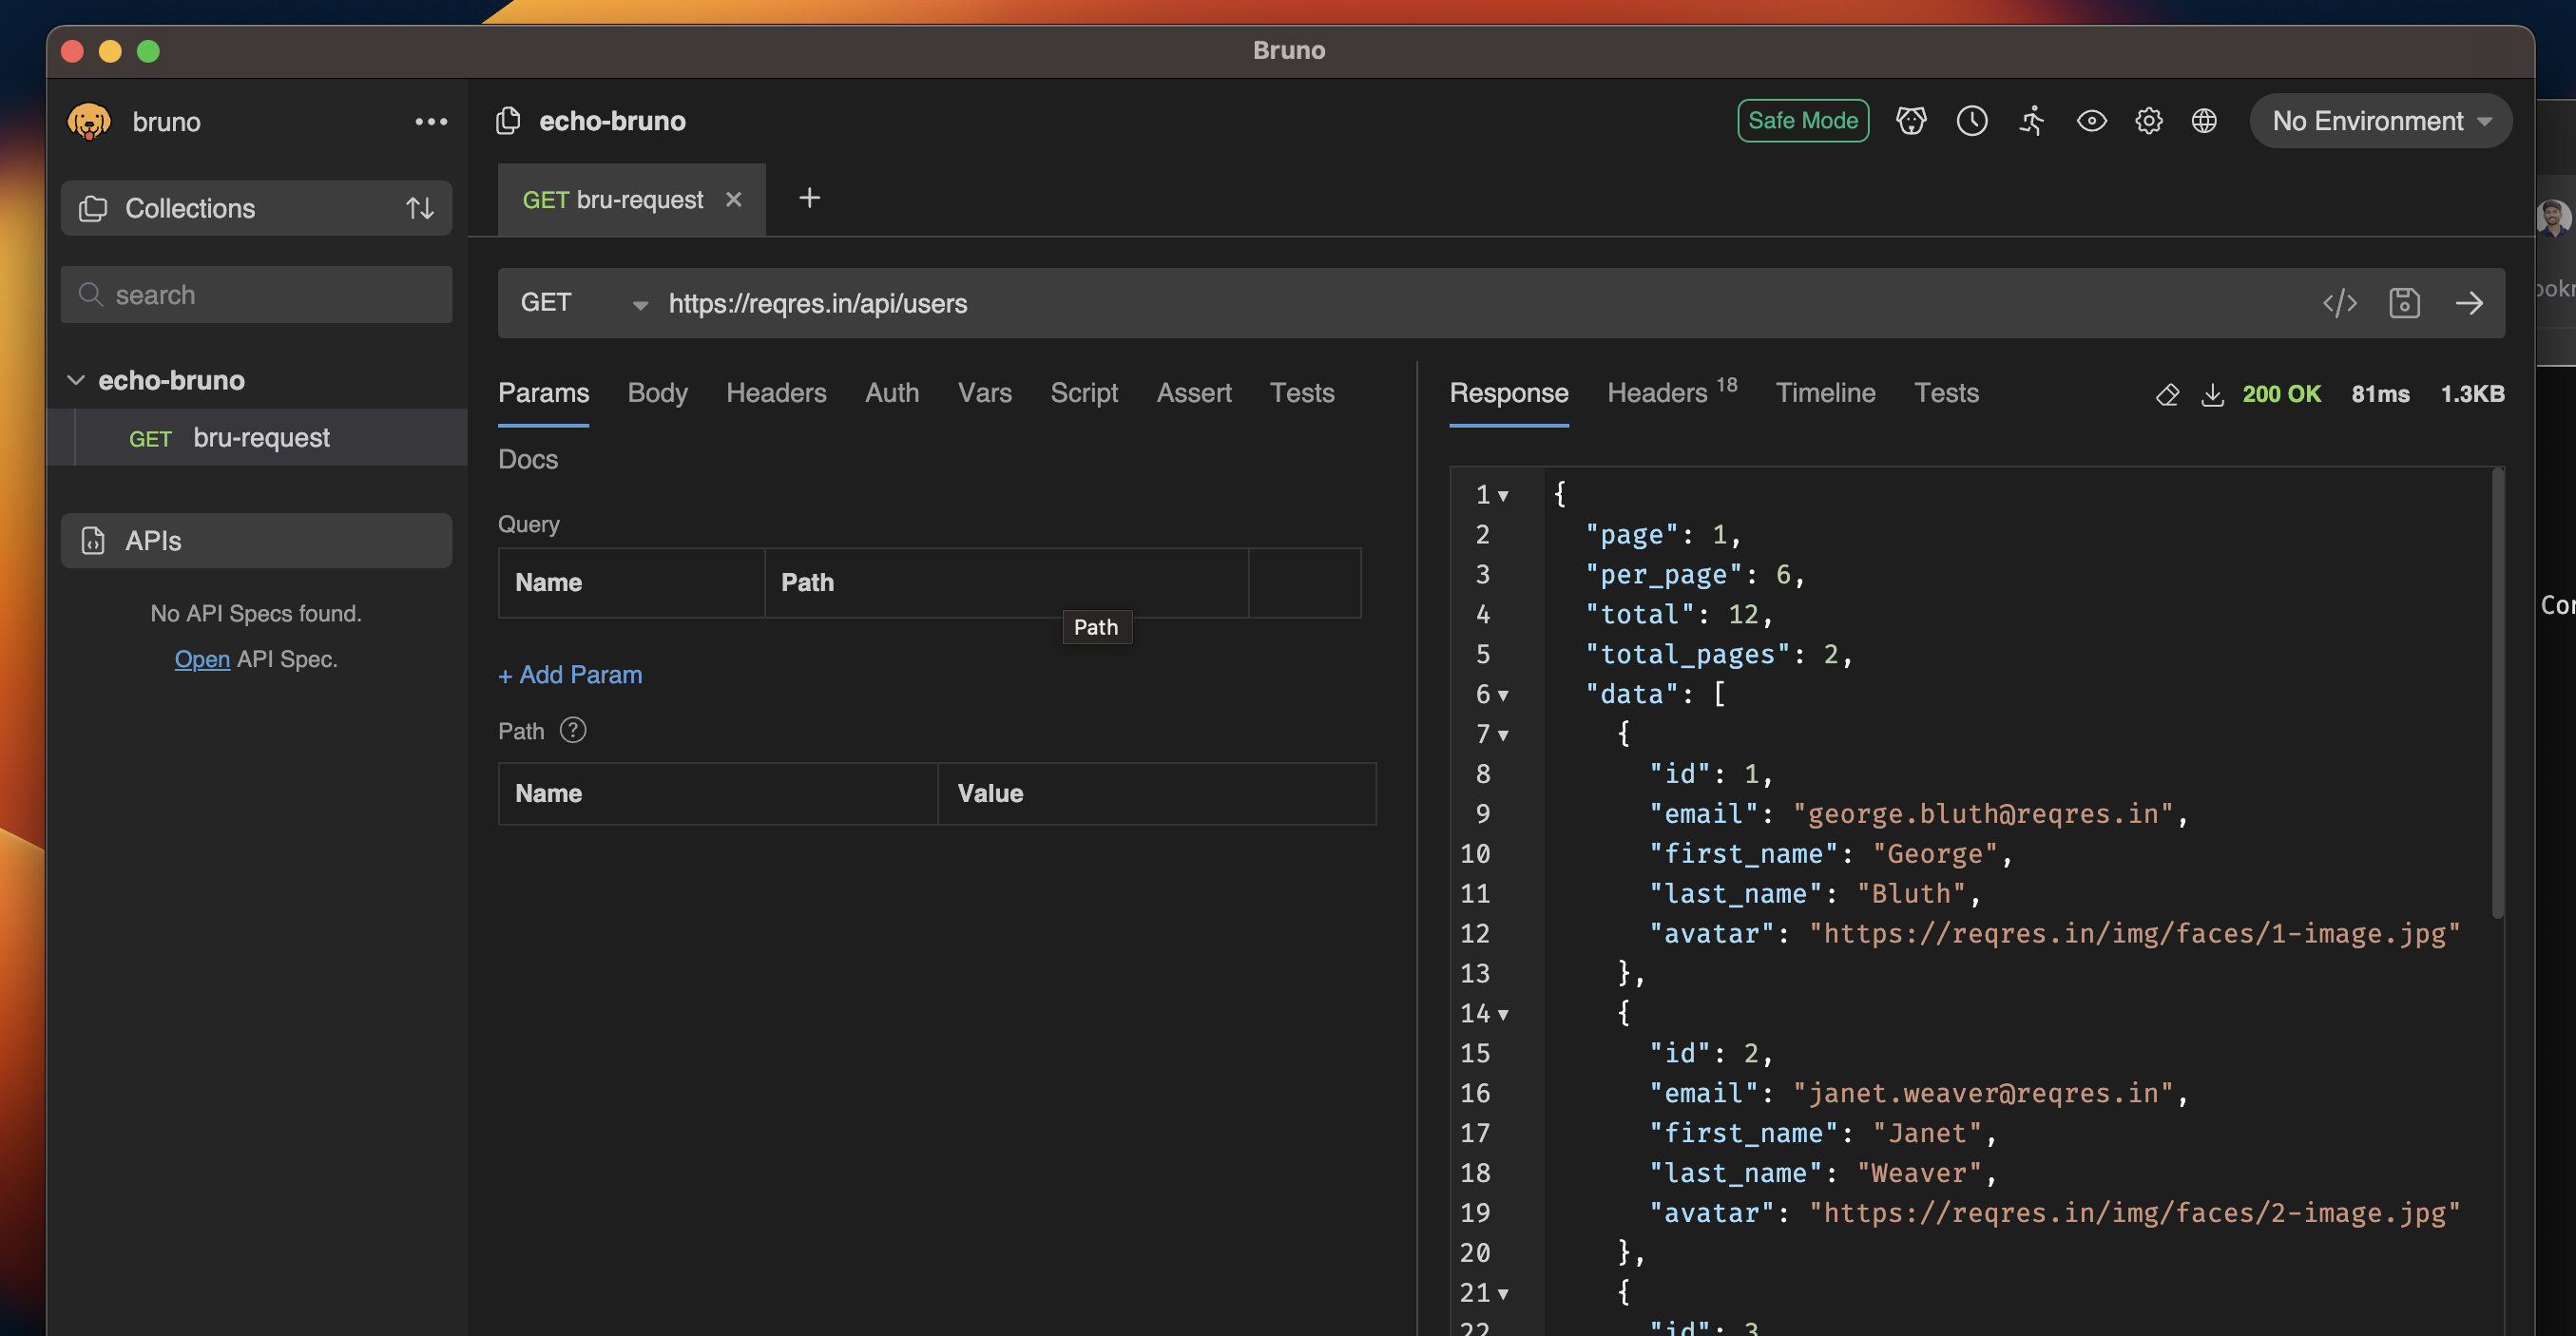 Bruno
bruno
Collections
search
echo-bruno
GET bru-request
APIs
No API Specs found.
Open API Spec.
echo-bruno
Safe Mode
No Environment
GET bru-request
GET https://reqres.in/api/users
Params Body Headers Auth Vars Script Assert Tests
Docs
Query
Name Path
Path
+ Add Param
Path ?
Name Value
Response Headers 18 Timeline Tests
200 OK 81ms 1.3KB
1 {
2 "page": 1,
3 "per_page": 6,
4 "total": 12,
5 "total_pages": 2,
6 "data": [
7 {
8 "id": 1,
9 "email": "george.bluth@reqres.in",
10 "first_name": "George",
11 "last_name": "Bluth",
12 "avatar": "https://reqres.in/img/faces/1-image.jpg"
13 },
14 {
15 "id": 2,
16 "email": "janet.weaver@reqres.in",
17 "first_name": "Janet",
18 "last_name": "Weaver",
19 "avatar": "https://reqres.in/img/faces/2-image.jpg"
20 },
21 {
22 "id": 3